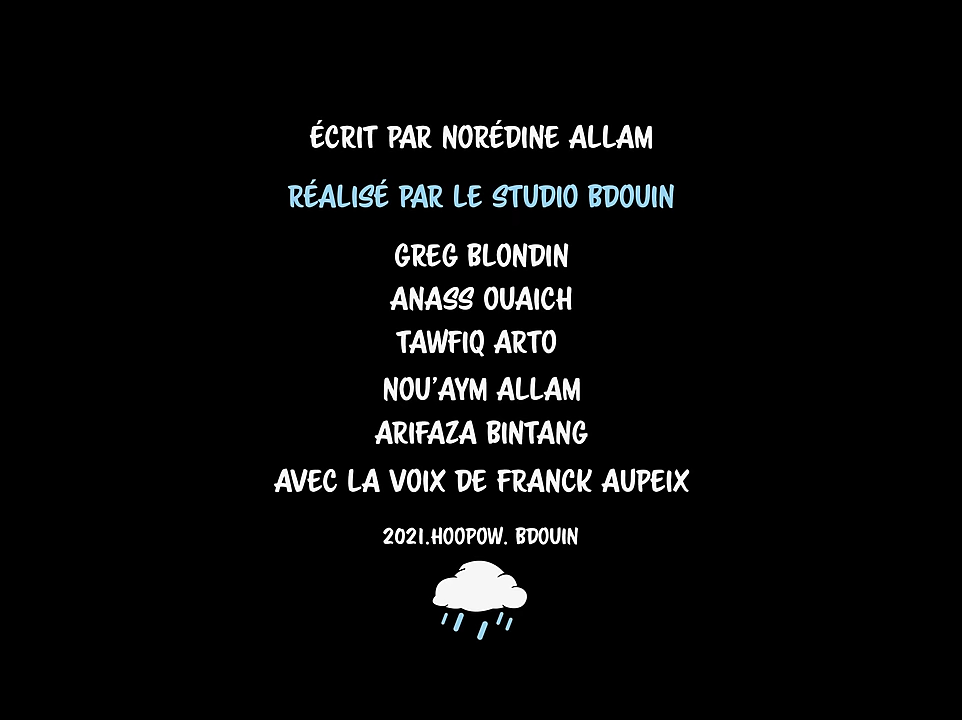 ÉCRIT PAR NORÉDINE ALLAM
RÉALISÉ PAR LE STUDIO BDOUIN
GREG BLONDIN
ANASS OUAICH
TAWFIQ ARTO
NOU'AYM ALLAM
ARIFAZA BINTANG
AVEC LA VOIX DE FRANCK AUPEIX
2021.HOOPOW. BDOUIN